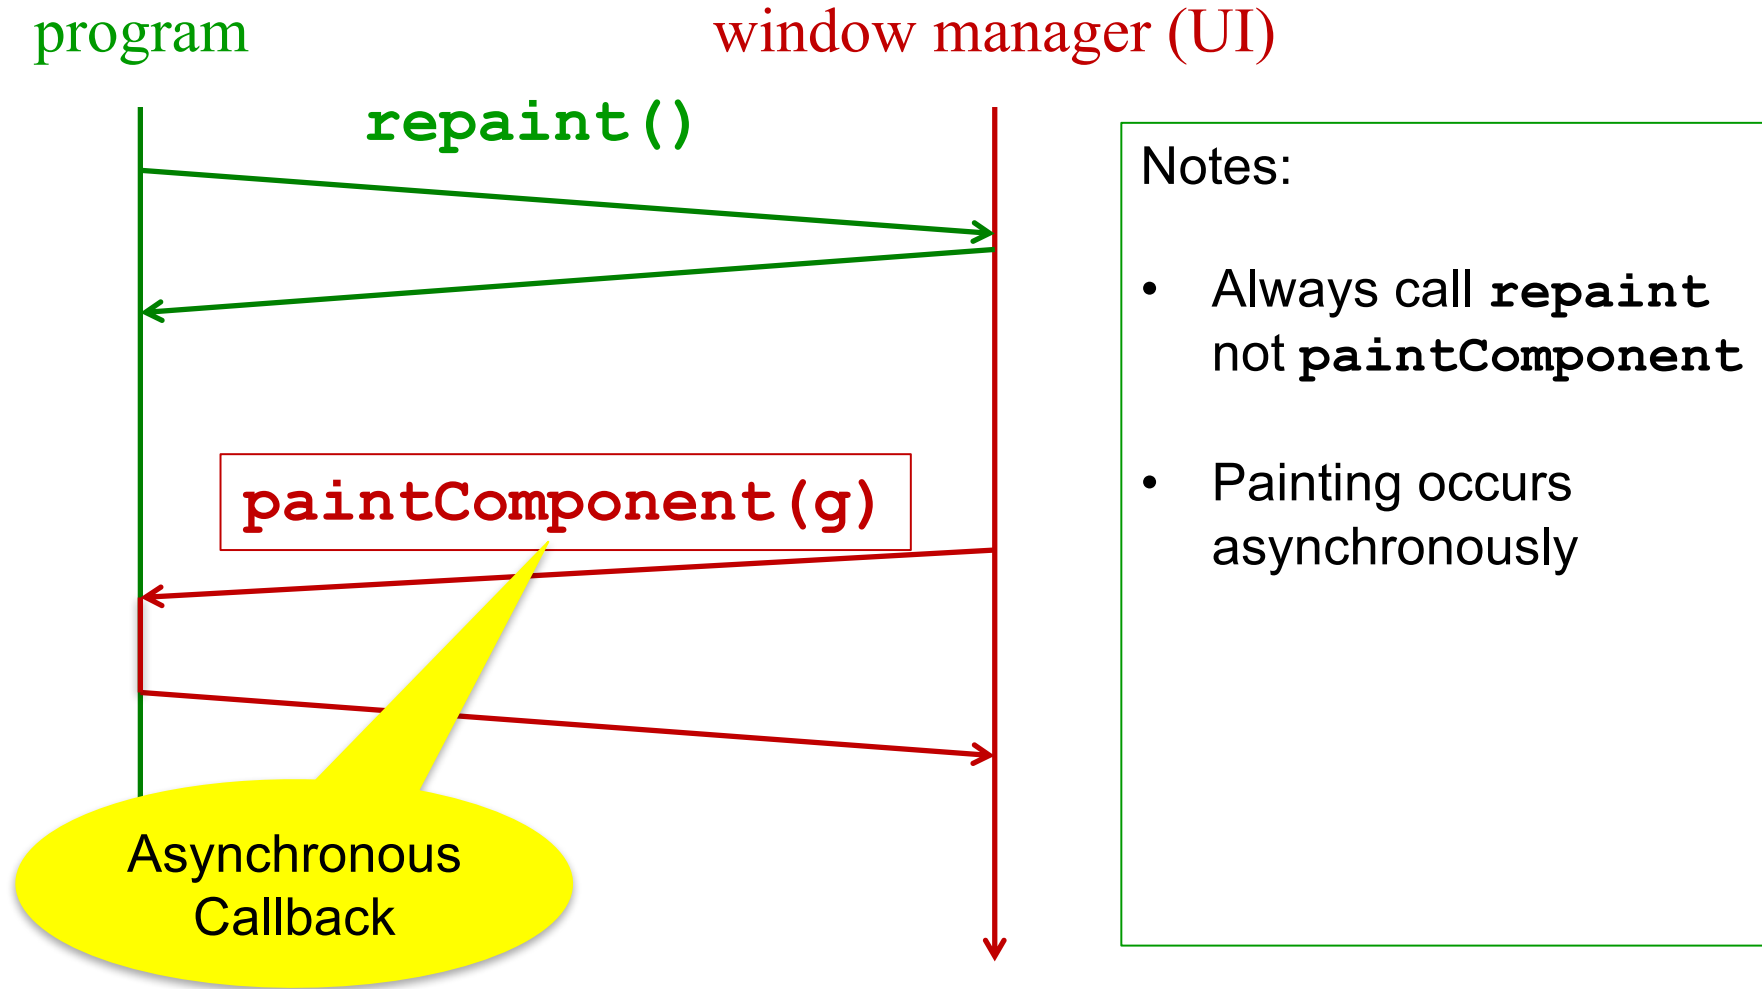 program
window manager (UI)
repaint()
paintComponent(g)
Asynchronous
Callback
Notes:
• Always call repaint
not paintComponent
• Painting occurs
asynchronously